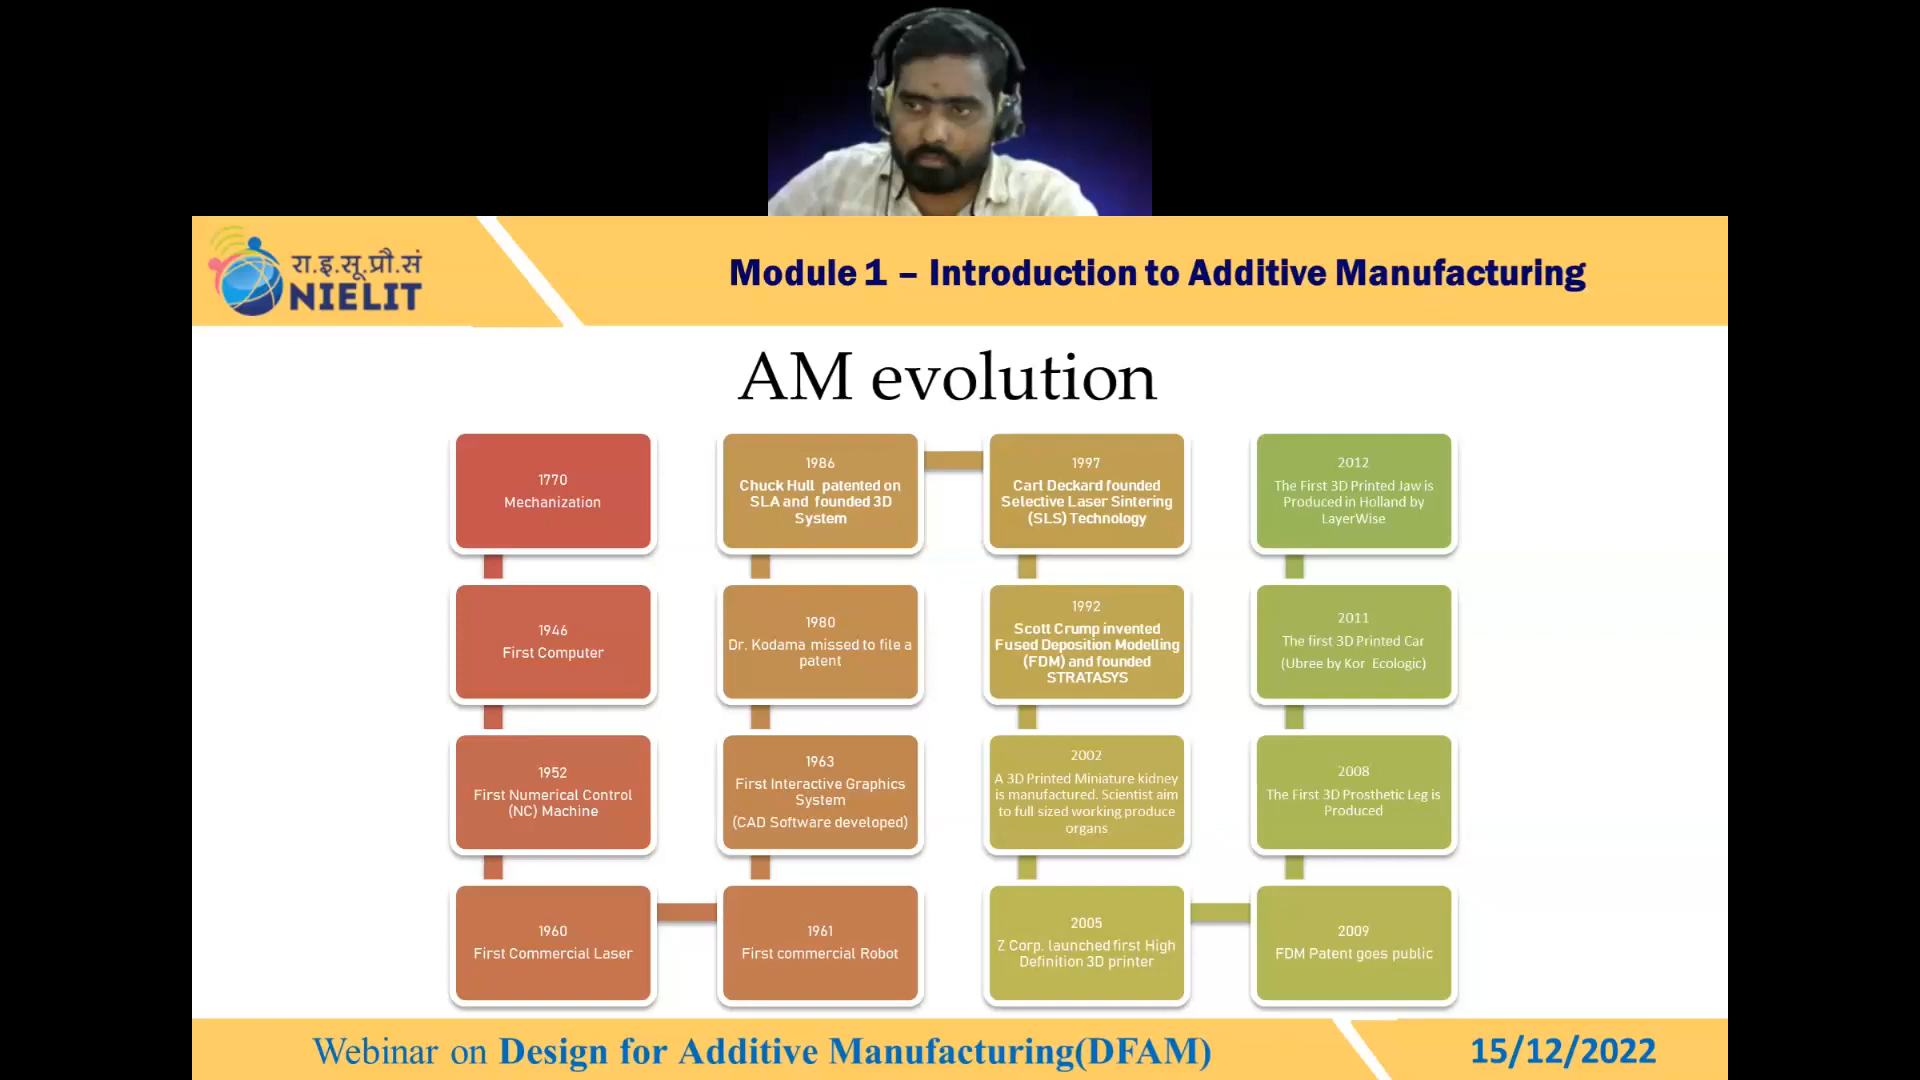 रा.इ.सू.प्रौ.सं
NIELIT
Module 1 – Introduction to Additive Manufacturing
AM evolution
1770
Mechanization
1946
First Computer
1952
First Numerical Control
(NC) Machine
1960
First Commercial Laser
1961
First commercial Robot
1963
First Interactive Graphics
System
(CAD Software developed)
1980
Dr. Kodama missed to file a
patent
1986
Chuck Hull patented on
SLA and founded 3D
System
1997
Carl Deckard founded
Selective Laser Sintering
(SLS) Technology
1992
Scott Crump invented
Fused Deposition Modelling
(FDM) and founded
STRATASYS
2002
A 3D Printed Miniature kidney
is manufactured. Scientist aim
to full sized working produce
organs
2005
Z Corp. launched first High
Definition 3D printer
2009
FDM Patent goes public
2008
The First 3D Prosthetic Leg is
Produced
2011
The first 3D Printed Car
(Ubree by Kor Ecologic)
2012
The First 3D Printed Jaw is
Produced in Holland by
LayerWise
Webinar on Design for Additive Manufacturing(DFAM)
15/12/2022